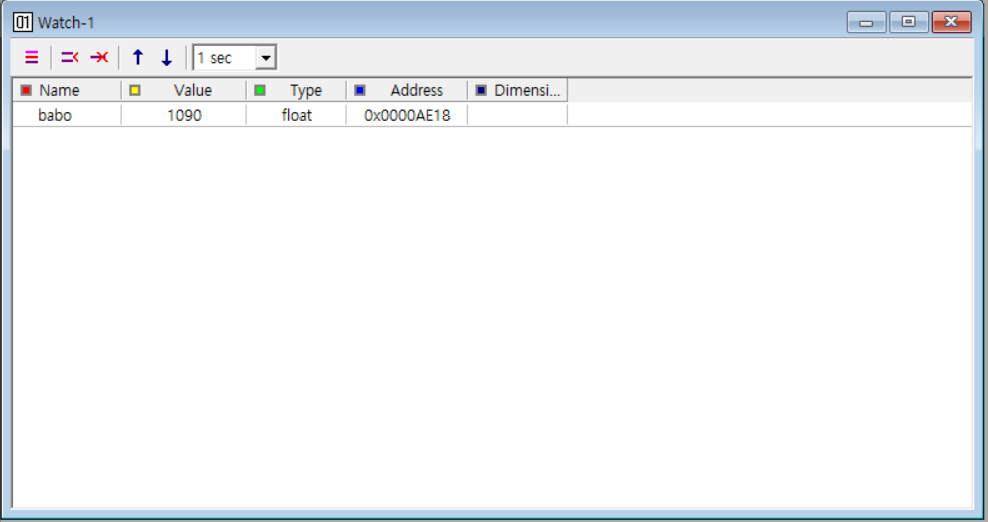 01 Watch-1
1 sec
Name Value Type Address Dimensi...
babo 1090 float 0x0000AE18